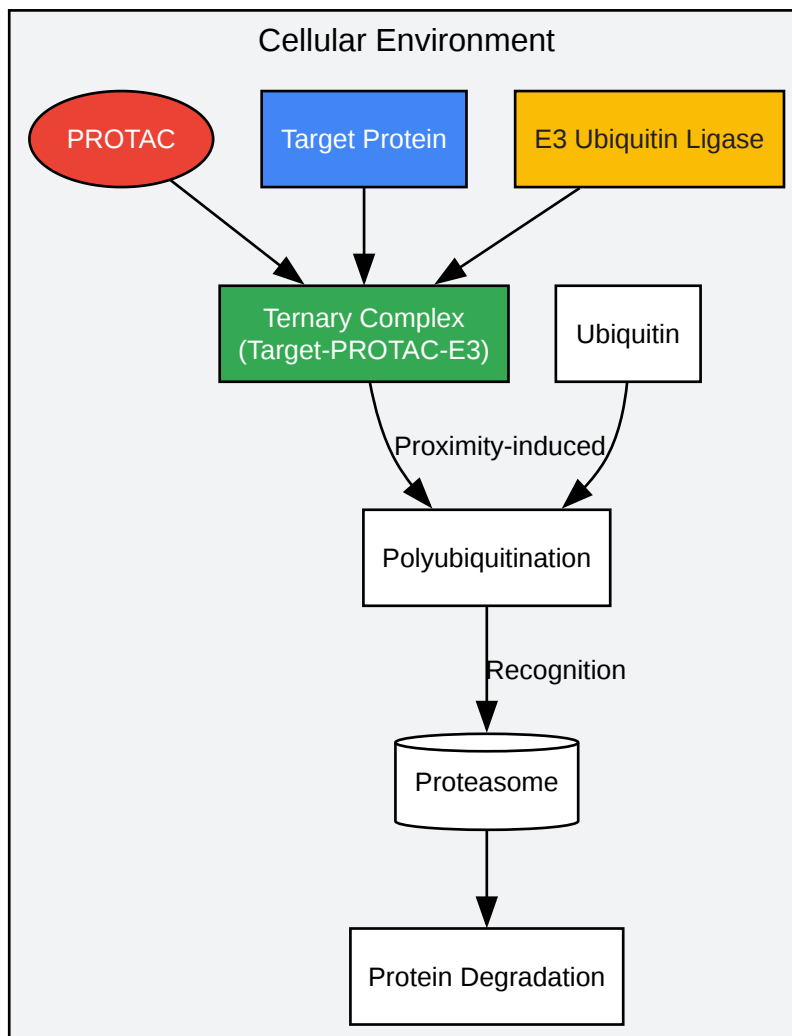 Cellular Environment
PROTAC
Target Protein
E3 Ubiquitin Ligase
Ternary Complex
(Target-PROTAC-E3)
Ubiquitin
Proximity-induced
Polyubiquitination
Recognition
Proteasome
Protein Degradation